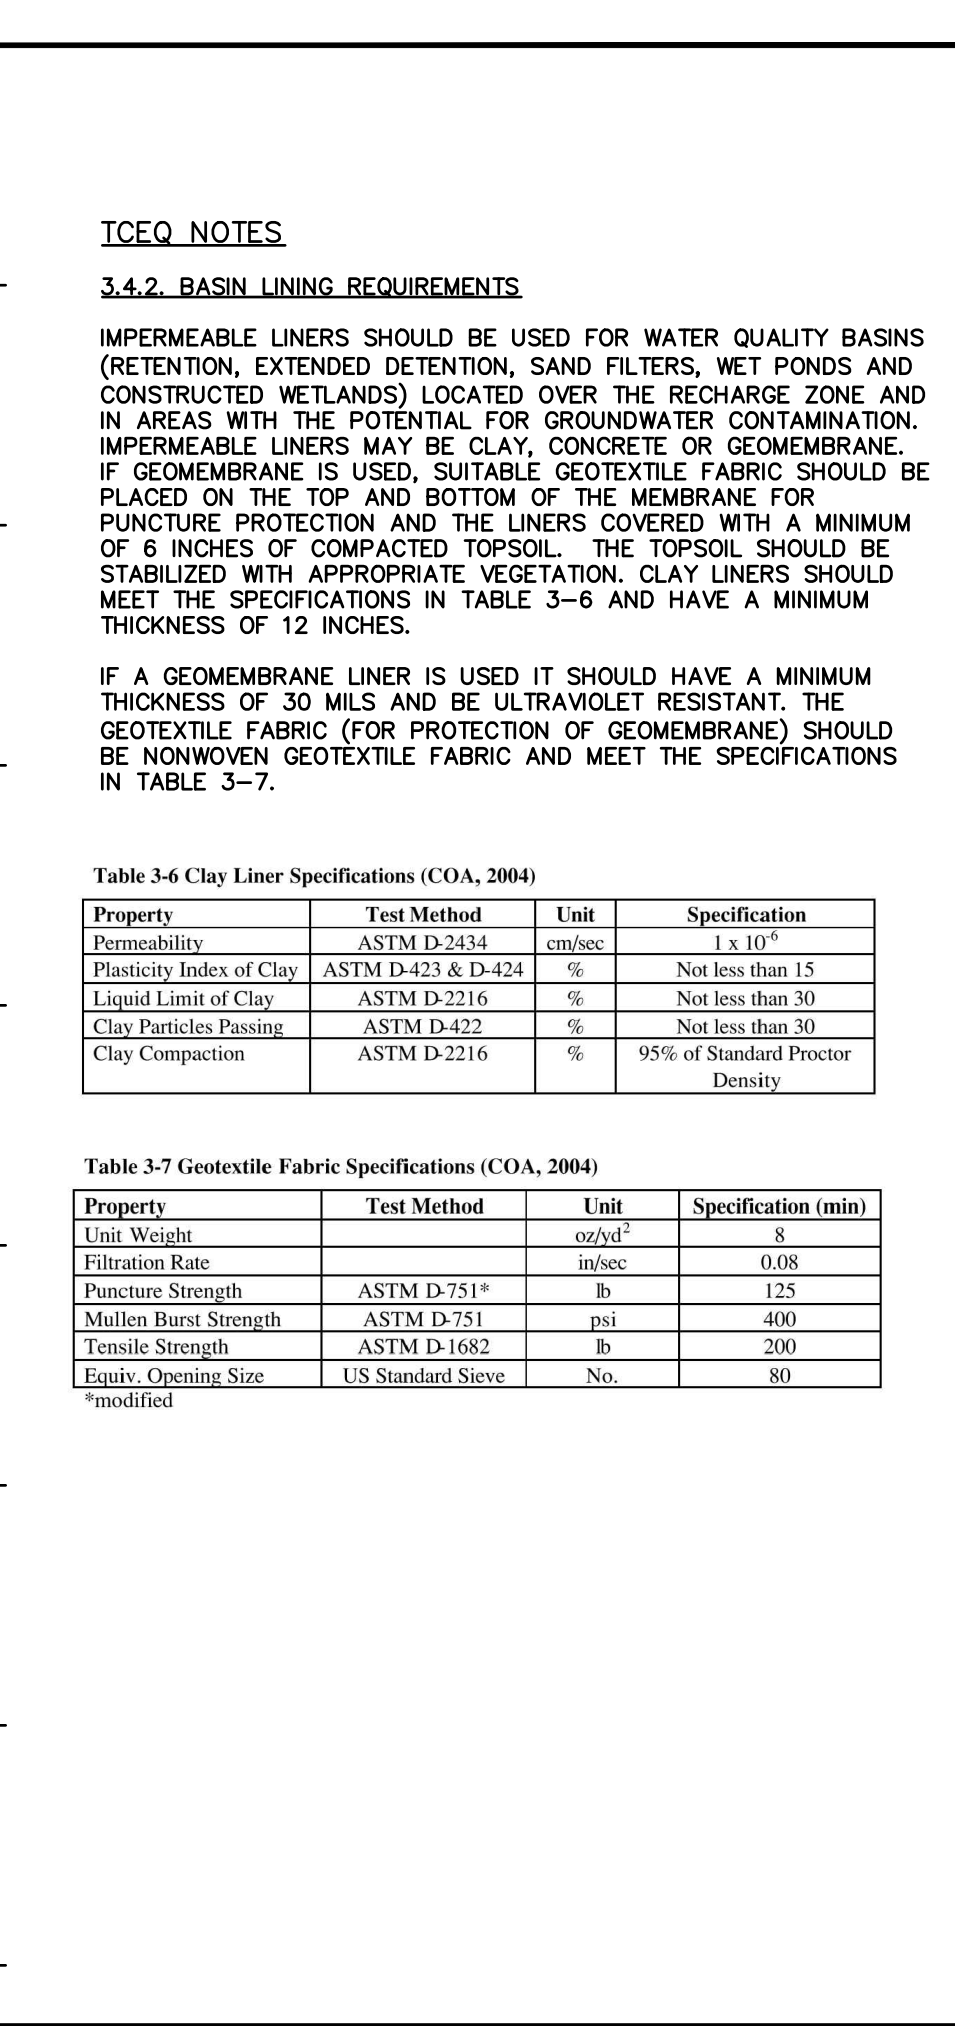 TCEQ NOTES
3.4.2. BASIN LINING REQUIREMENTS
IMPERMEABLE LINERS SHOULD BE USED FOR WATER QUALITY BASINS
(RETENTION, EXTENDED DETENTION, SAND FILTERS, WET PONDS AND
CONSTRUCTED WETLANDS) LOCATED OVER THE RECHARGE ZONE AND
IN AREAS WITH THE POTENTIAL FOR GROUNDWATER CONTAMINATION.
IMPERMEABLE LINERS MAY BE CLAY, CONCRETE OR GEOMEMBRANE.
IF GEOMEMBRANE IS USED, SUITABLE GEOTEXTILE FABRIC SHOULD BE
PLACED ON THE TOP AND BOTTOM OF THE MEMBRANE FOR
PUNCTURE PROTECTION AND THE LINERS COVERED WITH A MINIMUM
OF 6 INCHES OF COMPACTED TOPSOIL. THE TOPSOIL SHOULD BE
STABILIZED WITH APPROPRIATE VEGETATION. CLAY LINERS SHOULD
MEET THE SPECIFICATIONS IN TABLE 3–6 AND HAVE A MINIMUM
THICKNESS OF 12 INCHES.
IF A GEOMEMBRANE LINER IS USED IT SHOULD HAVE A MINIMUM
THICKNESS OF 30 MILS AND BE ULTRAVIOLET RESISTANT. THE
GEOTEXTILE FABRIC (FOR PROTECTION OF GEOMEMBRANE) SHOULD
BE NONWOVEN GEOTEXTILE FABRIC AND MEET THE SPECIFICATIONS
IN TABLE 3–7.
Table 3-6 Clay Liner Specifications (COA, 2004)
Property Test Method Unit Specification
Permeability ASTM D-2434 cm/sec 1 x 10⁻⁶
Plasticity Index of Clay ASTM D-423 & D-424 % Not less than 15
Liquid Limit of Clay ASTM D-2216 % Not less than 30
Clay Particles Passing ASTM D-422 % Not less than 30
Clay Compaction ASTM D-2216 % 95% of Standard Proctor
Density
Table 3-7 Geotextile Fabric Specifications (COA, 2004)
Property Test Method Unit Specification (min)
Unit Weight oz/yd² 8
Filtration Rate in/sec 0.08
Puncture Strength ASTM D-751* lb 125
Mullen Burst Strength ASTM D-751 psi 400
Tensile Strength ASTM D-1682 lb 200
Equiv. Opening Size US Standard Sieve No. 80
*modified